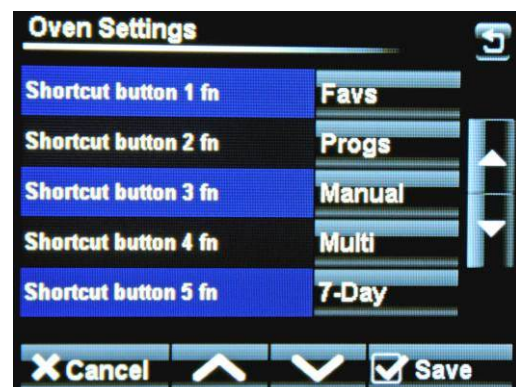 Oven Settings
Shortcut button 1 fn Favs
Shortcut button 2 fn Progs
Shortcut button 3 fn Manual
Shortcut button 4 fn Multi
Shortcut button 5 fn 7-Day
Cancel Save